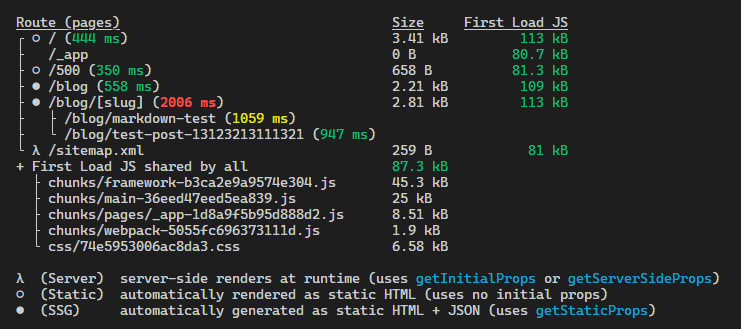 Route (pages) Size First Load JS
┌ ○ / (444 ms) 3.41 kB 113 kB
├   /_app 0 B 80.7 kB
├ ○ /500 (350 ms) 658 B 81.3 kB
├ ● /blog (558 ms) 2.21 kB 109 kB
├ ● /blog/[slug] (2006 ms) 2.81 kB 113 kB
├   ├ /blog/markdown-test (1059 ms)
├   └ /blog/test-post-13123213111321 (947 ms)
└ λ /sitemap.xml 259 B 81 kB
+ First Load JS shared by all 87.3 kB
  ├ chunks/framework-b3ca2e9a9574e304.js 45.3 kB
  ├ chunks/main-36eed47eed5ea839.js 25 kB
  ├ chunks/pages/_app-1d8a9f5b95d888d2.js 8.51 kB
  ├ chunks/webpack-5055fc696373111d.js 1.9 kB
  └ css/74e5953006ac8da3.css 6.58 kB
λ (Server) server-side renders at runtime (uses getInitialProps or getServerSideProps)
○ (Static) automatically rendered as static HTML (uses no initial props)
● (SSG) automatically generated as static HTML + JSON (uses getStaticProps)